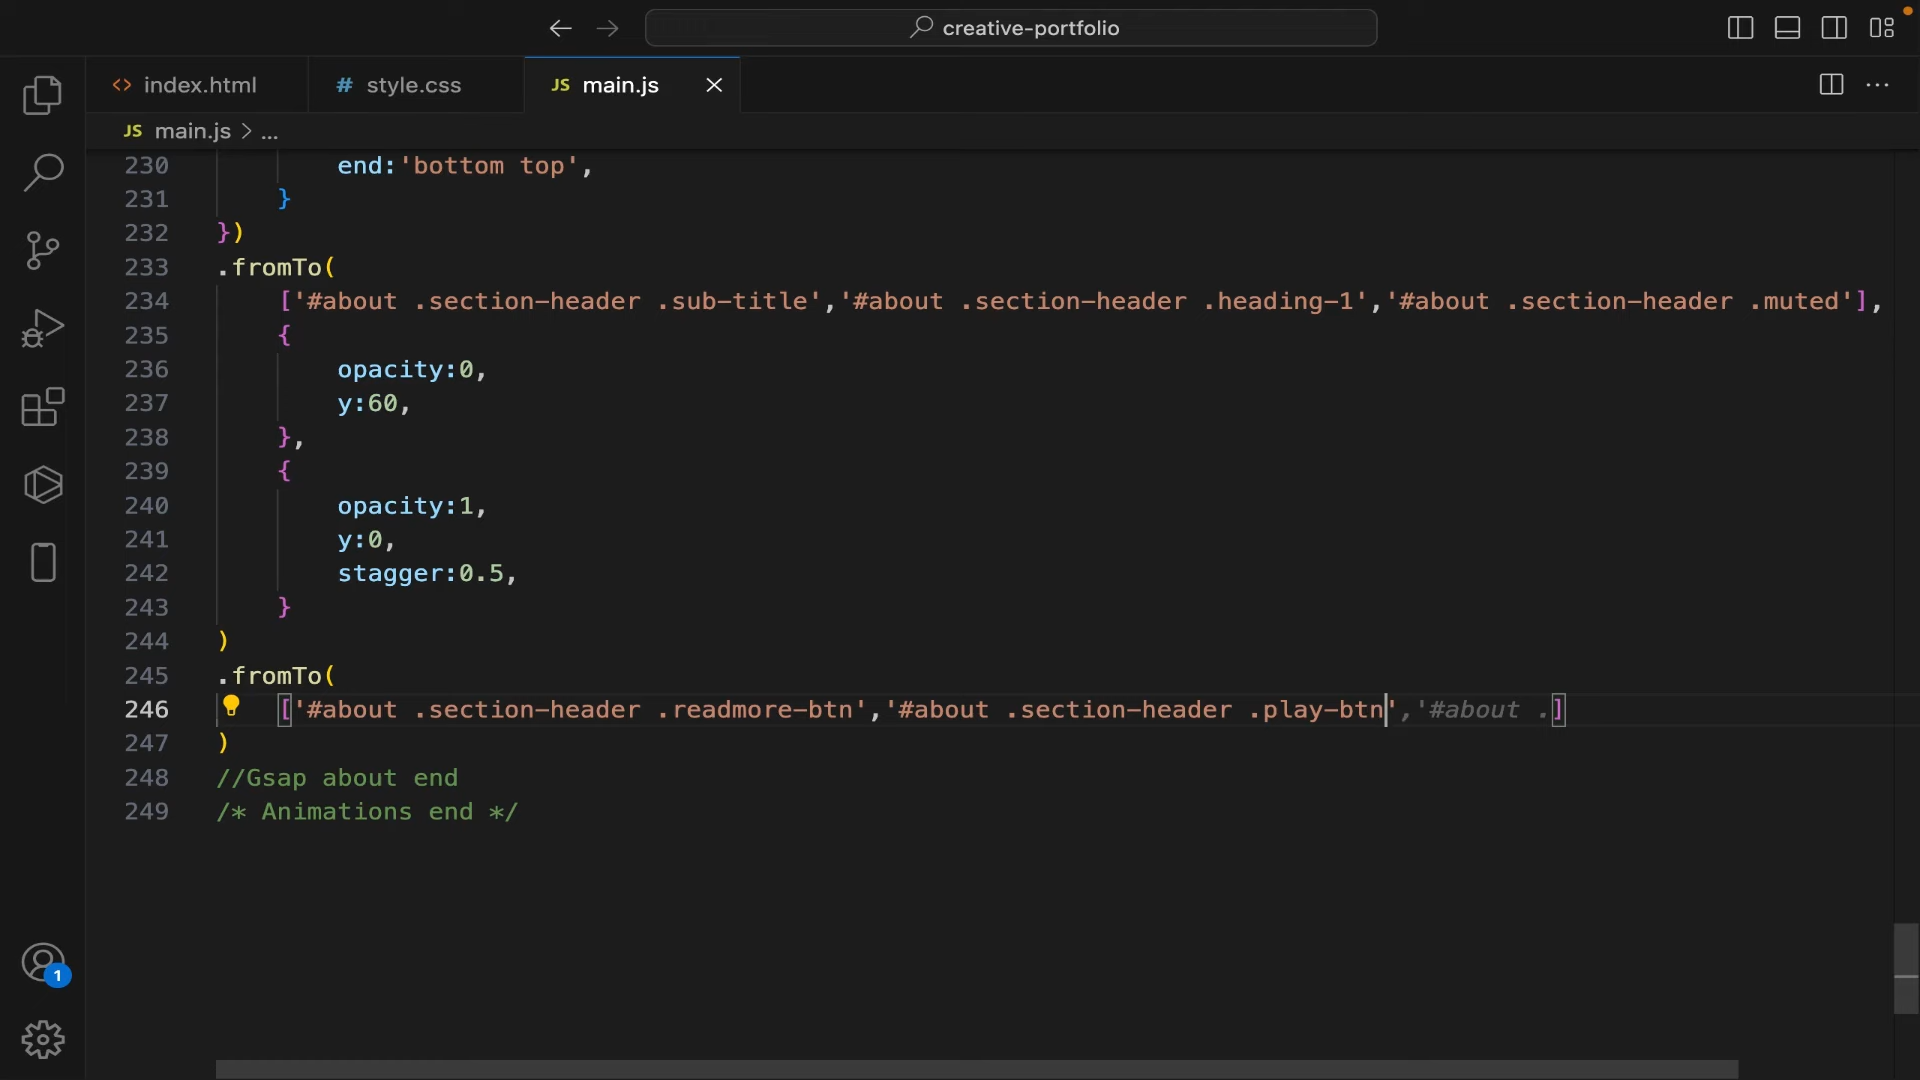 creative-portfolio
<> index.html
# style.css
JS main.js
JS main.js > ...
230 end:'bottom top',
231 }
232 })
233 .fromTo(
234 ['#about .section-header .sub-title','#about .section-header .heading-1','#about .section-header .muted'],
235 {
236 opacity:0,
237 y:60,
238 },
239 {
240 opacity:1,
241 y:0,
242 stagger:0.5,
243 }
244 )
245 .fromTo(
246 ['#about .section-header .readmore-btn','#about .section-header .play-btn','#about .]
247 )
248 //Gsap about end
249 /* Animations end */
1